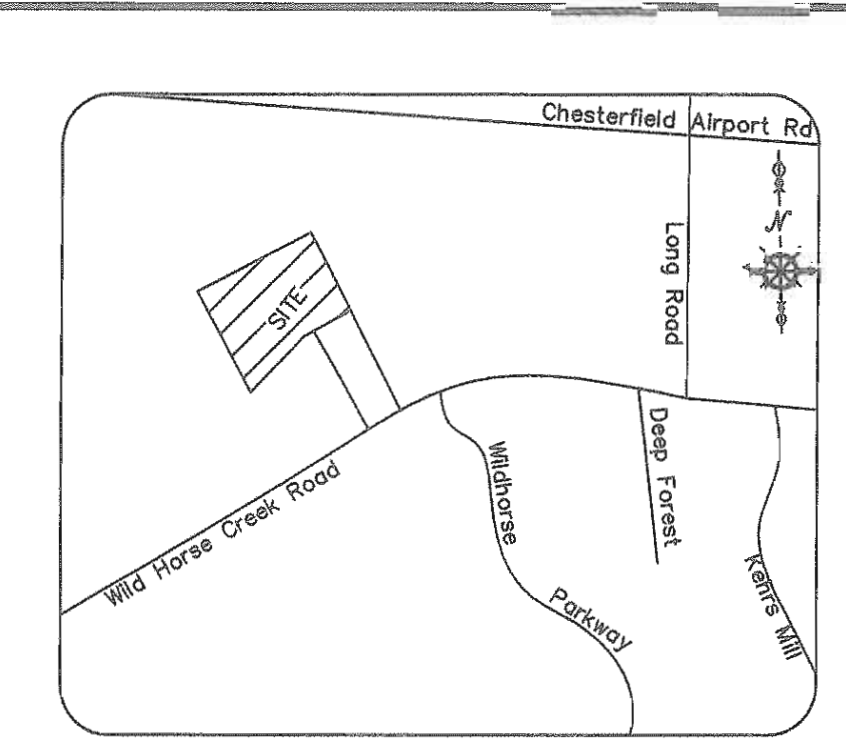 Chesterfield Airport Rd
N
Long Road
SITE
Deep Forest
Wildhorse Parkway
Wild Horse Creek Road
Kehrs Mill